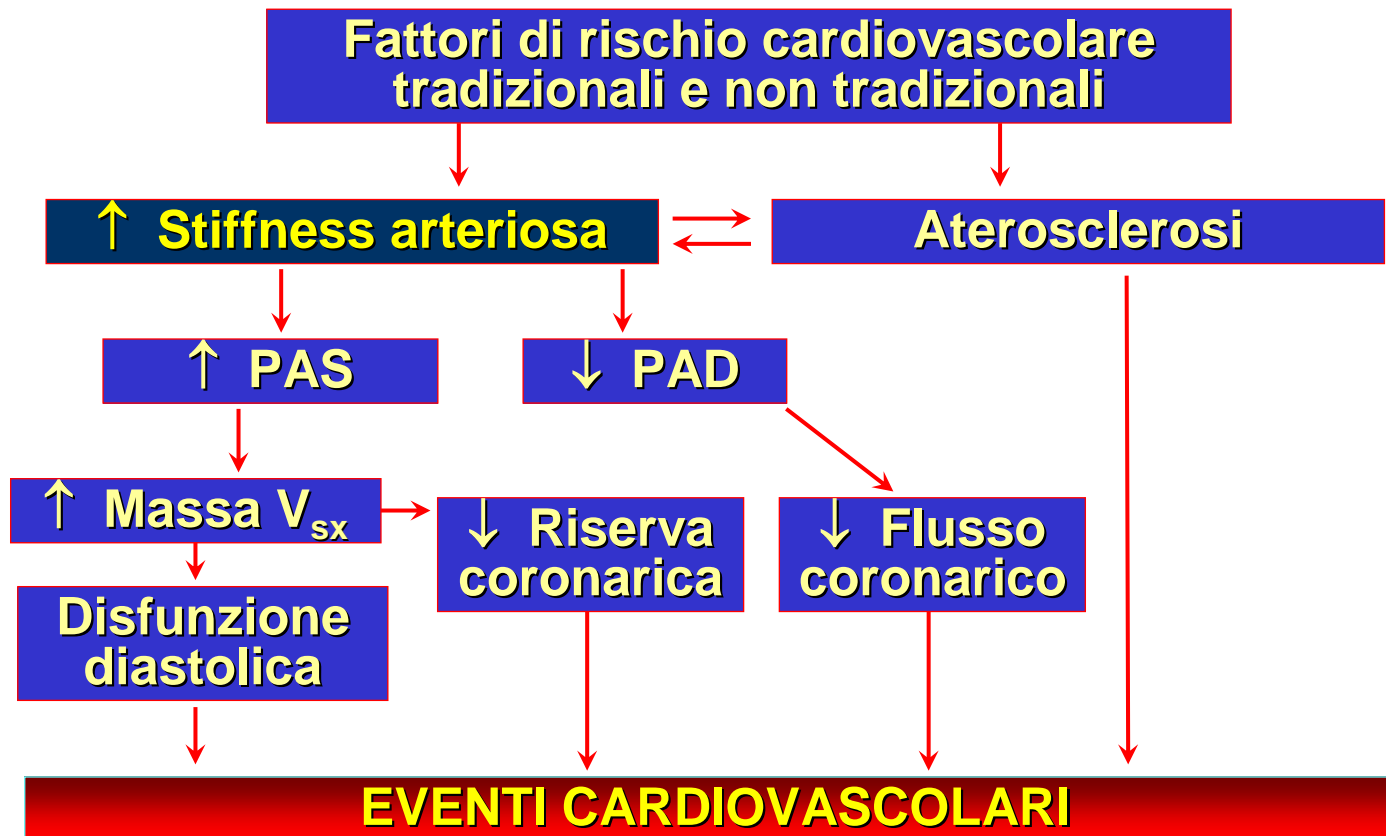 Fattori di rischio cardiovascolare
tradizionali e non tradizionali
↑ Stiffness arteriosa
Aterosclerosi
↑ PAS
↓ PAD
↑ Massa Vsx
↓ Riserva
coronarica
↓ Flusso
coronarico
Disfunzione
diastolica
EVENTI CARDIOVASCOLARI